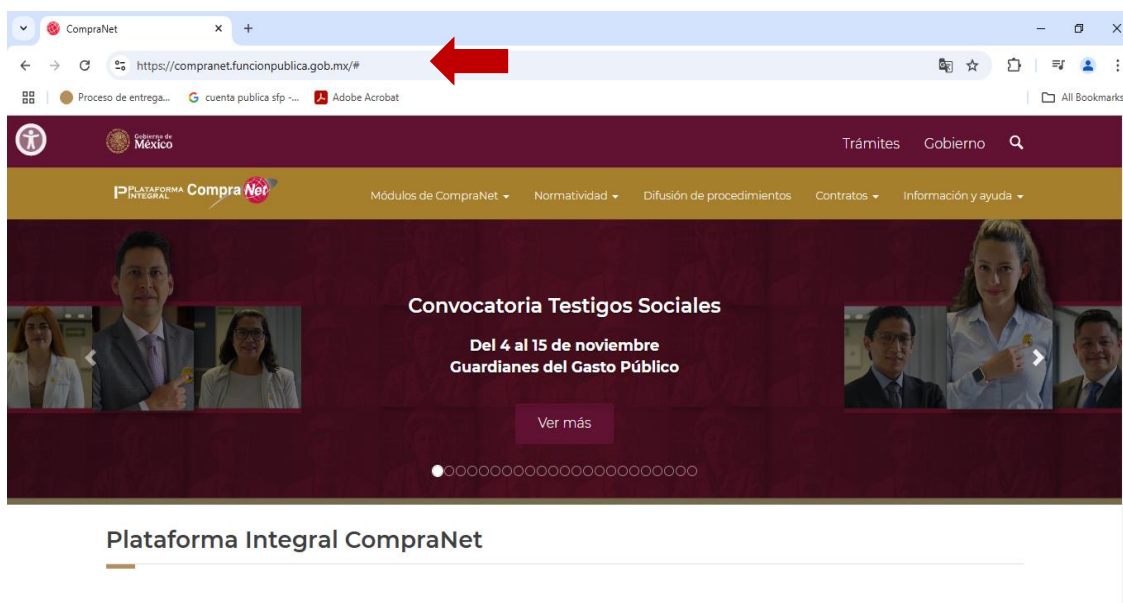 CompraNet
https://compranet.funcionpublica.gob.mx/#
Proceso de entrega... cuenta publica sfp -... Adobe Acrobat All Bookmarks
Gobierno de
México
Trámites Gobierno
PLATAFORMA
INTEGRAL
CompraNet
Módulos de CompraNet Normatividad Difusión de procedimientos Contratos Información y ayuda
Convocatoria Testigos Sociales
Del 4 al 15 de noviembre
Guardianes del Gasto Público
Ver más
Plataforma Integral CompraNet